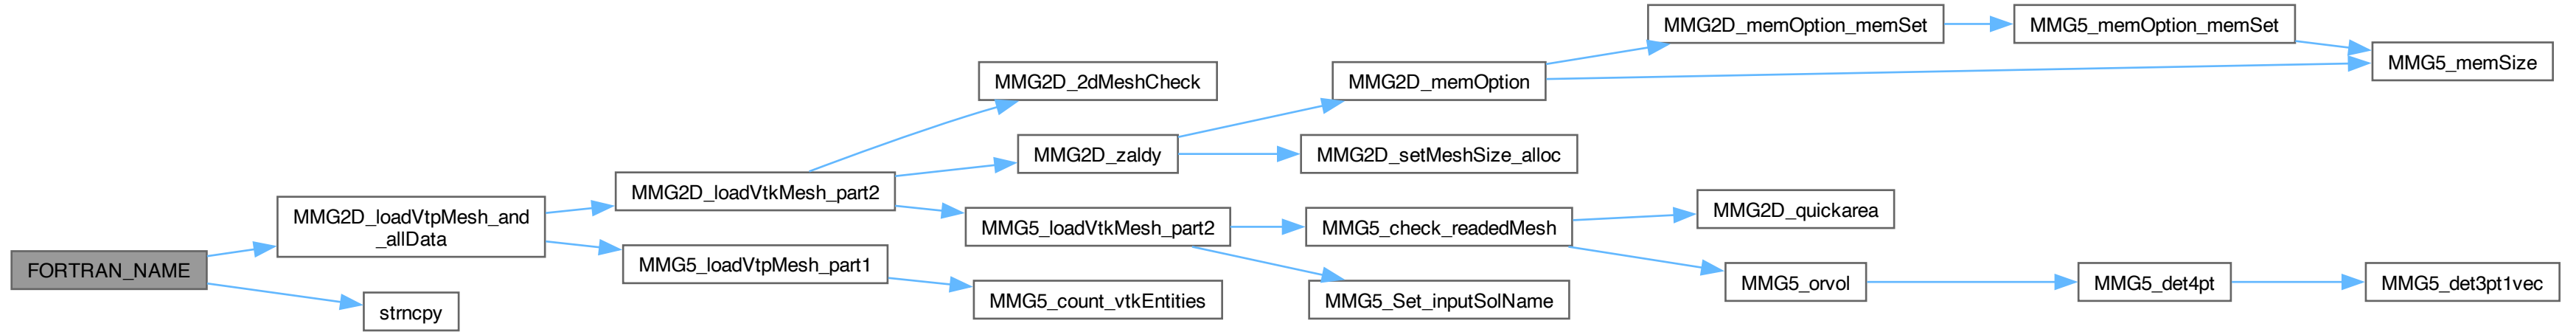 FORTRAN_NAME
MMG2D_loadVtpMesh_and
_allData
strncpy
MMG2D_loadVtkMesh_part2
MMG5_loadVtpMesh_part1
MMG2D_2dMeshCheck
MMG2D_zaldy
MMG5_loadVtkMesh_part2
MMG5_count_vtkEntities
MMG2D_memOption
MMG2D_setMeshSize_alloc
MMG5_check_readedMesh
MMG5_Set_inputSolName
MMG2D_memOption_memSet
MMG2D_quickarea
MMG5_orvol
MMG5_memOption_memSet
MMG5_det4pt
MMG5_memSize
MMG5_det3pt1vec